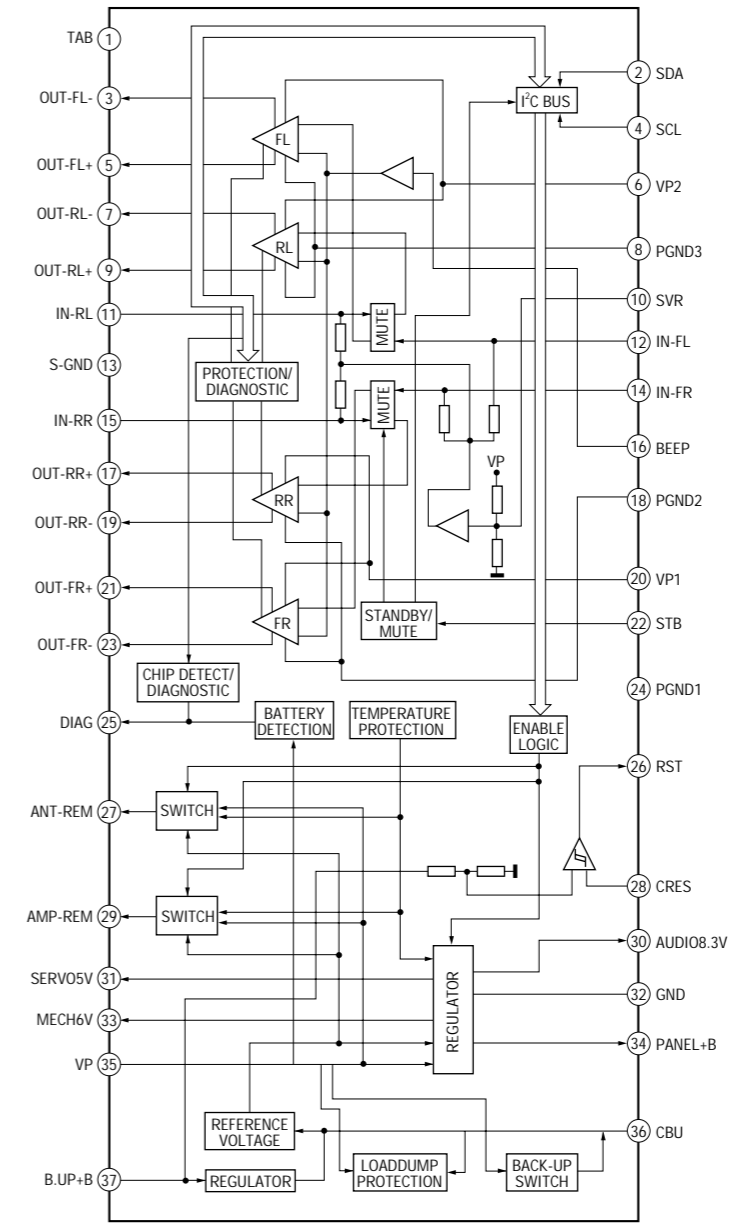 TAB 1
2 SDA
OUT-FL- 3
I²C BUS
4 SCL
FL
OUT-FL+ 5
6 VP2
OUT-RL- 7
RL
8 PGND3
OUT-RL+ 9
10 SVR
IN-RL 11
MUTE
12 IN-FL
S-GND 13
PROTECTION/
DIAGNOSTIC
14 IN-FR
MUTE
IN-RR 15
16 BEEP
VP
OUT-RR+ 17
18 PGND2
RR
OUT-RR- 19
20 VP1
OUT-FR+ 21
FR
STANDBY/
MUTE
22 STB
OUT-FR- 23
CHIP DETECT/
DIAGNOSTIC
24 PGND1
DIAG 25
BATTERY
DETECTION
TEMPERATURE
PROTECTION
ENABLE
LOGIC
26 RST
ANT-REM 27
SWITCH
28 CRES
AMP-REM 29
SWITCH
30 AUDIO8.3V
SERVO5V 31
REGULATOR
32 GND
MECH6V 33
34 PANEL+B
VP 35
REFERENCE
VOLTAGE
36 CBU
B.UP+B 37
REGULATOR
LOADDUMP
PROTECTION
BACK-UP
SWITCH